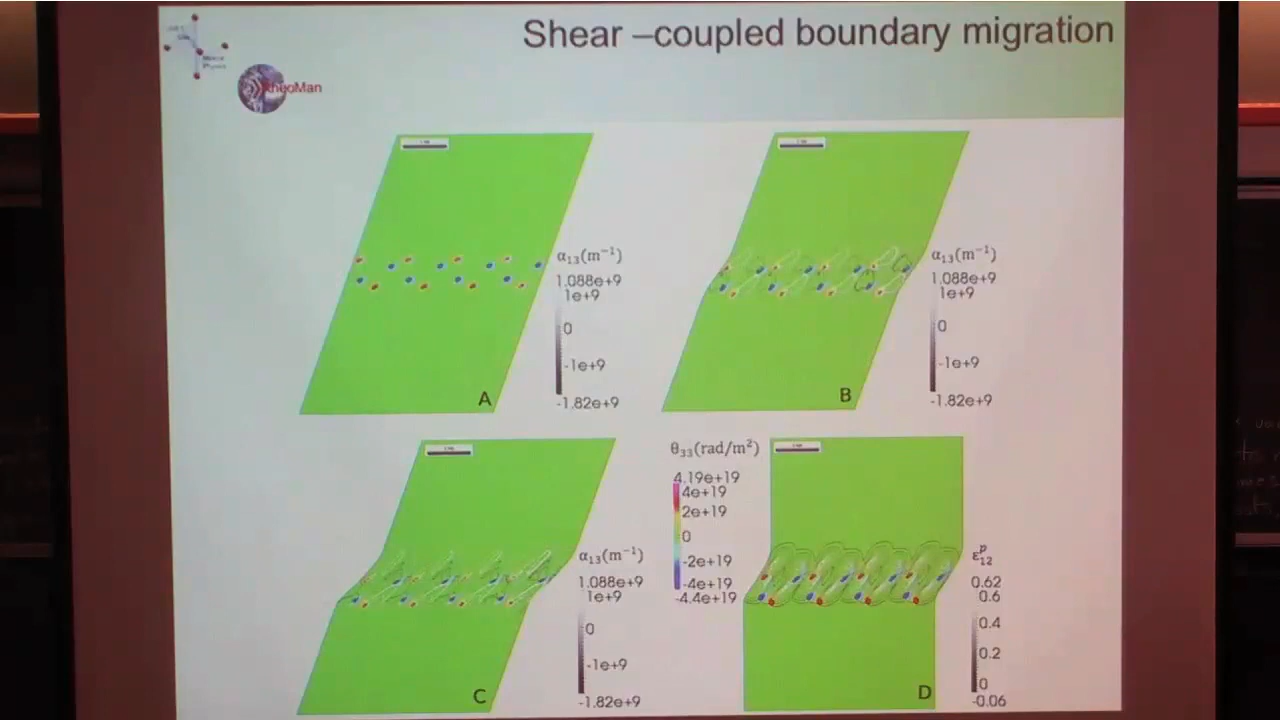 Shear –coupled boundary migration
theoMan
α₁₃(m⁻¹)
1.088e+9
1e+9
0
-1e+9
-1.82e+9
A
α₁₃(m⁻¹)
1.088e+9
1e+9
0
-1e+9
-1.82e+9
B
α₁₃(m⁻¹)
1.088e+9
1e+9
0
-1e+9
-1.82e+9
C
θ₃₃(rad/m²)
4.19e+19
4e+19
2e+19
0
-2e+19
-4e+19
-4.4e+19
ε₁₂ᵖ
0.62
0.6
0.4
0.2
0
-0.06
D